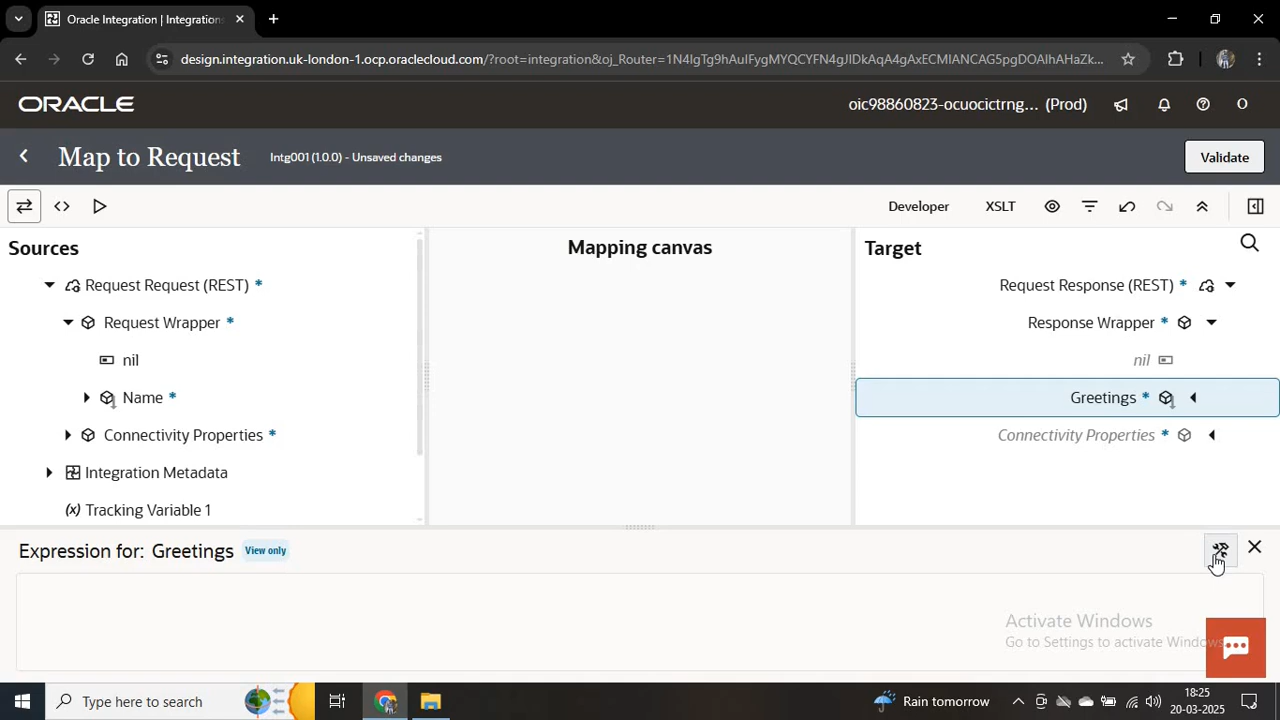 Oracle Integration | Integrations
design.integration.uk-london-1.ocp.oraclecloud.com/?root=integration&oj_Router=1N4IgTg9hAuIFygMYQCYFN4gJIDkAqA4gAxECMIANCAG5pgDOAlhAHaZk...
ORACLE
oic98860823-ocuocictrng... (Prod)
O
Map to Request
Intg001 (1.0.0) - Unsaved changes
Validate
Developer
XSLT
Sources
Mapping canvas
Target
Request Request (REST) *
Request Response (REST) *
Request Wrapper *
Response Wrapper *
nil
nil
Name *
Greetings *
Connectivity Properties *
Connectivity Properties *
Integration Metadata
(x) Tracking Variable 1
Expression for: Greetings
View only
Activate Windows
Go to Settings to activate Windows.
Type here to search
Rain tomorrow
18:25
20-03-2025